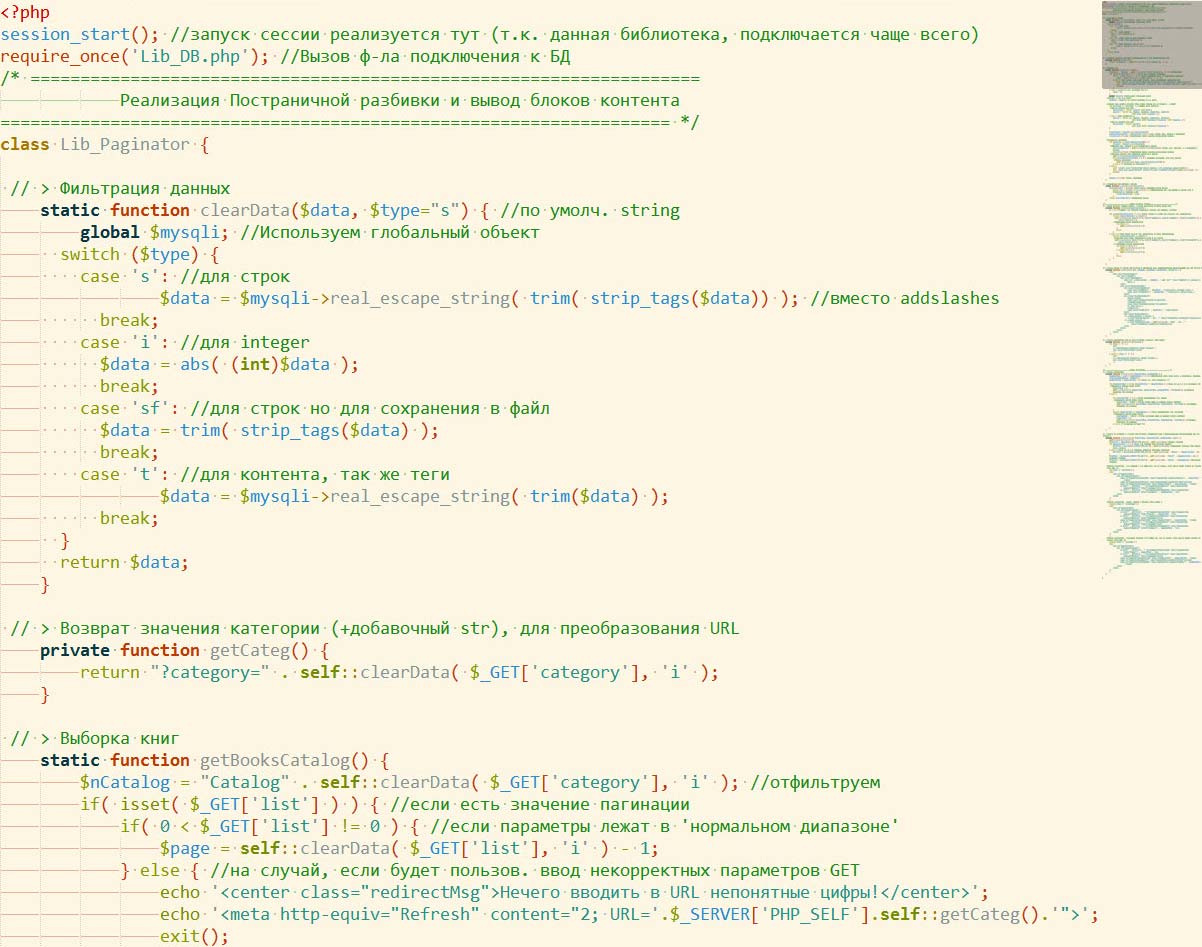 <?php
session_start(); //запуск сессии реализуется тут (т.к. данная библиотека, подключается чаще всего)
require_once('Lib_DB.php'); //Вызов ф-ла подключения к БД
/* ===================================================================
Реализация Постраничной разбивки и вывод блоков контента
=================================================================== */
class Lib_Paginator {
// > Фильтрация данных
static function clearData($data, $type="s") { //по умолч. string
global $mysqli; //Используем глобальный обьект
switch ($type) {
case 's': //для строк
$data = $mysqli->real_escape_string( trim( strip_tags($data)) ); //вместо addslashes
break;
case 'i': //для integer
$data = abs( (int)$data );
break;
case 'sf': //для строк но для сохранения в файл
$data = trim( strip_tags($data) );
break;
case 't': //для контента, так же теги
$data = $mysqli->real_escape_string( trim($data) );
break;
}
return $data;
}
// > Возврат значения категории (+добавочный str), для преобразования URL
private function getCateg() {
return "?category=" . self::clearData( $_GET['category'], 'i' );
}
// > Выборка книг
static function getBooksCatalog() {
$nCatalog = "Catalog" . self::clearData( $_GET['category'], 'i' ); //отфильтруем
if( isset( $_GET['list'] ) ) { //если есть значение пагинации
if( 0 < $_GET['list'] != 0 ) { //если параметры лежат в 'нормальном диапазоне'
$page = self::clearData( $_GET['list'], 'i' ) - 1;
} else { //на случай, если будет пользов. ввод некорректных параметров GET
echo '<center class="redirectMsg">Нечего вводить в URL непонятные цифры!</center>';
echo '<meta http-equiv="Refresh" content="2; URL='.$_SERVER['PHP_SELF'].self::getCateg().'">';
exit();